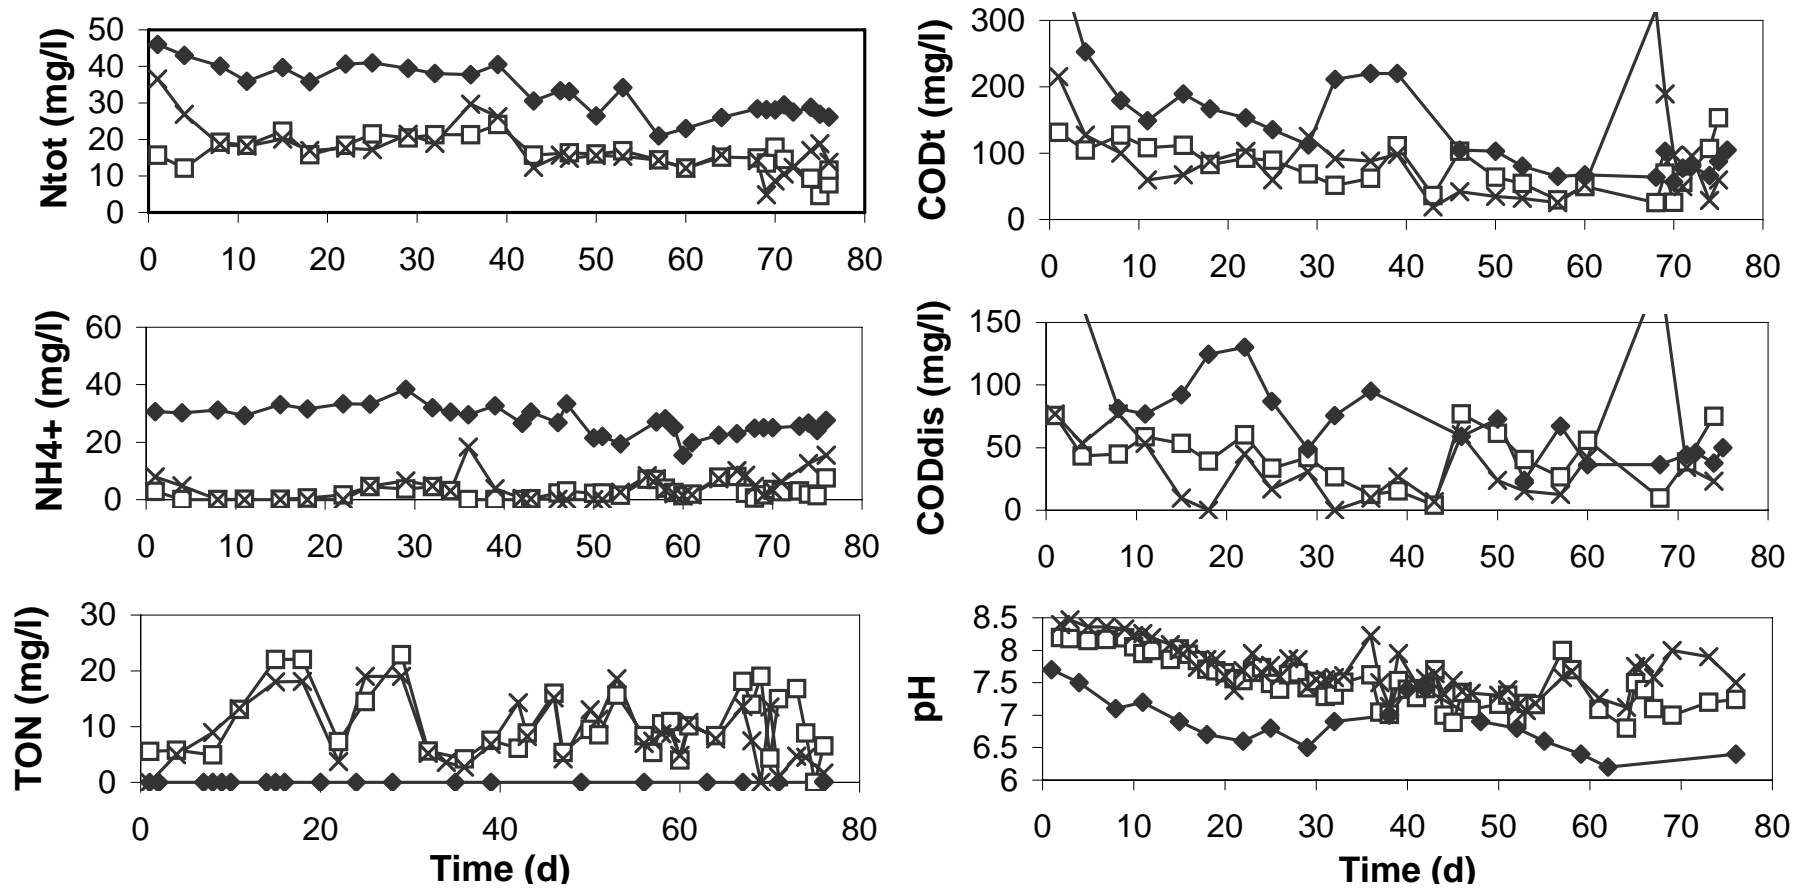 Ntot (mg/l)
50
40
30
20
10
0
0 10 20 30 40 50 60 70 80
CODt (mg/l)
300
200
100
0
0 10 20 30 40 50 60 70 80
NH4+ (mg/l)
60
40
20
0
0 10 20 30 40 50 60 70 80
CODdis (mg/l)
150
100
50
0
0 10 20 30 40 50 60 70 80
TON (mg/l)
30
20
10
0
0 20 40 60 80
Time (d)
pH
8.5
8
7.5
7
6.5
6
0 10 20 30 40 50 60 70 80
Time (d)